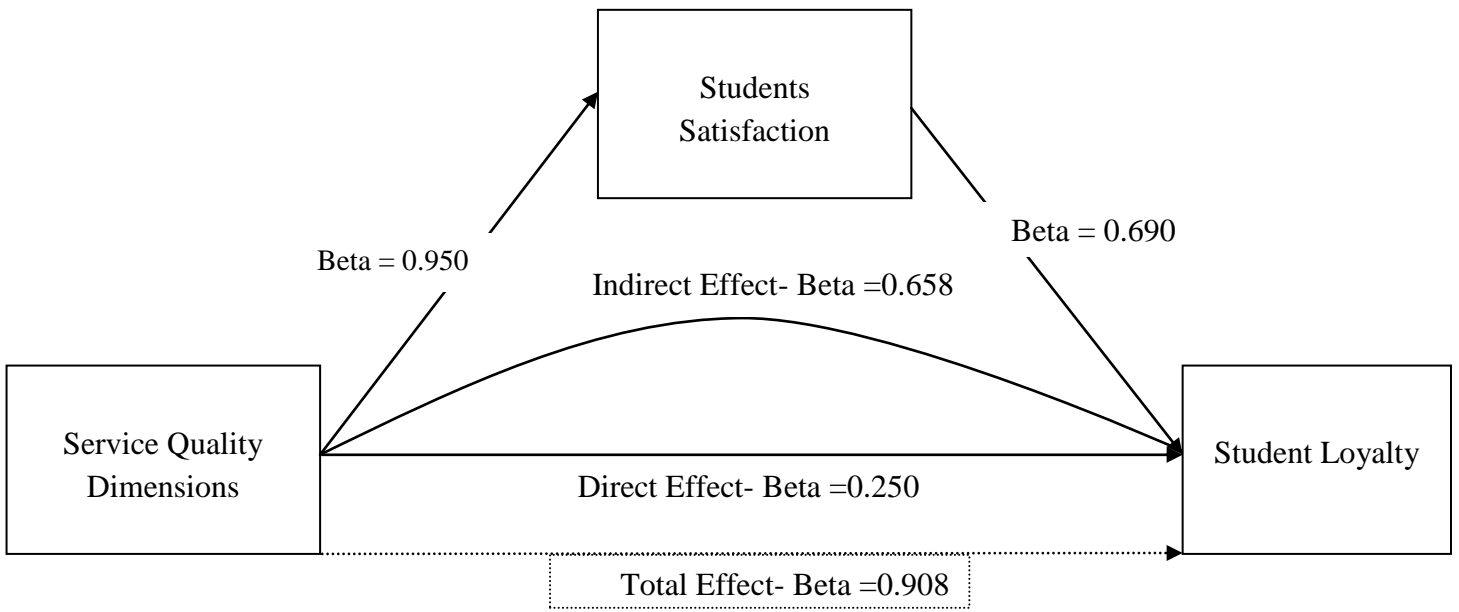 Students
Satisfaction
Beta = 0.690
Beta = 0.950
Indirect Effect- Beta =0.658
Service Quality
Dimensions
Student Loyalty
Direct Effect- Beta =0.250
Total Effect- Beta =0.908